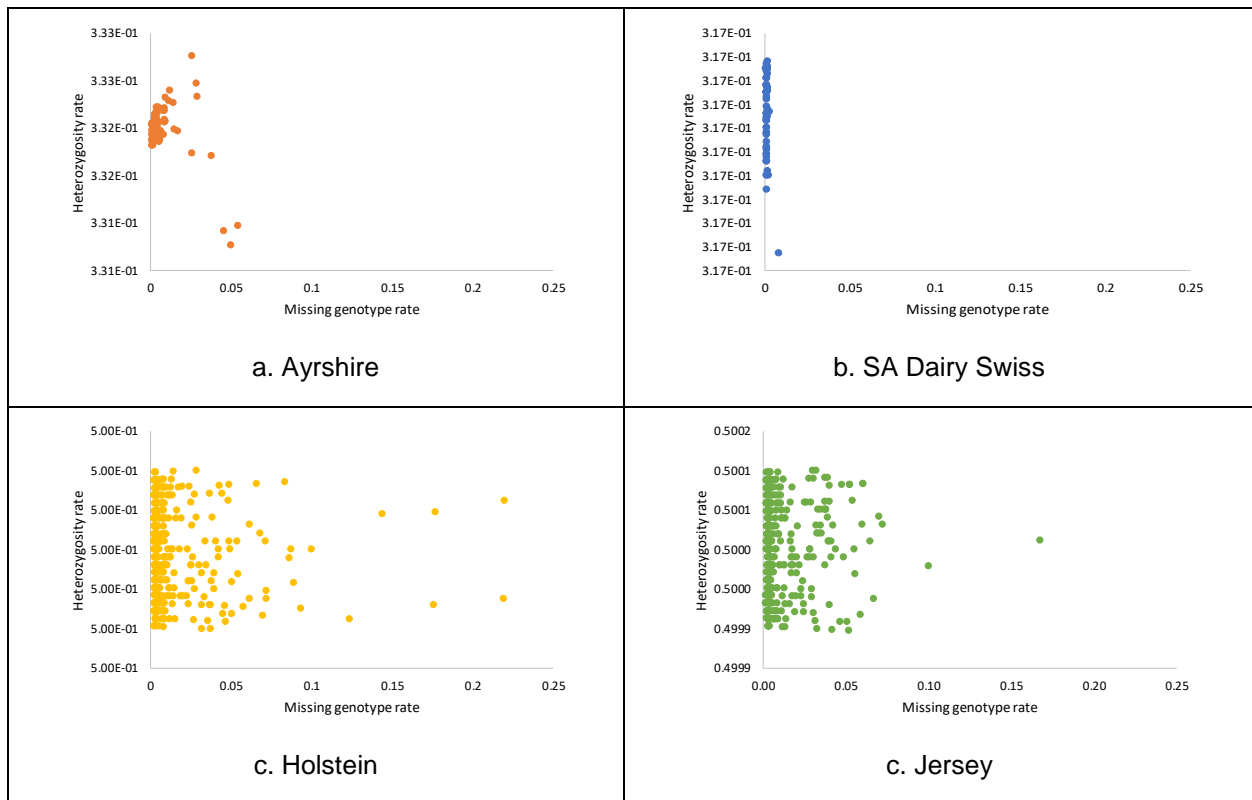 3.33E-01
3.33E-01
3.32E-01
3.32E-01
3.31E-01
3.31E-01
Heterozygosity rate
0 0.05 0.1 0.15 0.2 0.25
Missing genotype rate
a. Ayrshire
3.17E-01
3.17E-01
3.17E-01
3.17E-01
3.17E-01
3.17E-01
3.17E-01
3.17E-01
3.17E-01
3.17E-01
3.17E-01
Heterozygosity rate
0 0.05 0.1 0.15 0.2 0.25
Missing genotype rate
b. SA Dairy Swiss
5.00E-01
5.00E-01
5.00E-01
5.00E-01
5.00E-01
5.00E-01
5.00E-01
Heterozygosity rate
0 0.05 0.1 0.15 0.2 0.25
Missing genotype rate
c. Holstein
0.5002
0.5001
0.5001
0.5000
0.5000
0.4999
0.4999
Heterozygosity rate
0.00 0.05 0.10 0.15 0.20 0.25
Missing genotype rate
c. Jersey